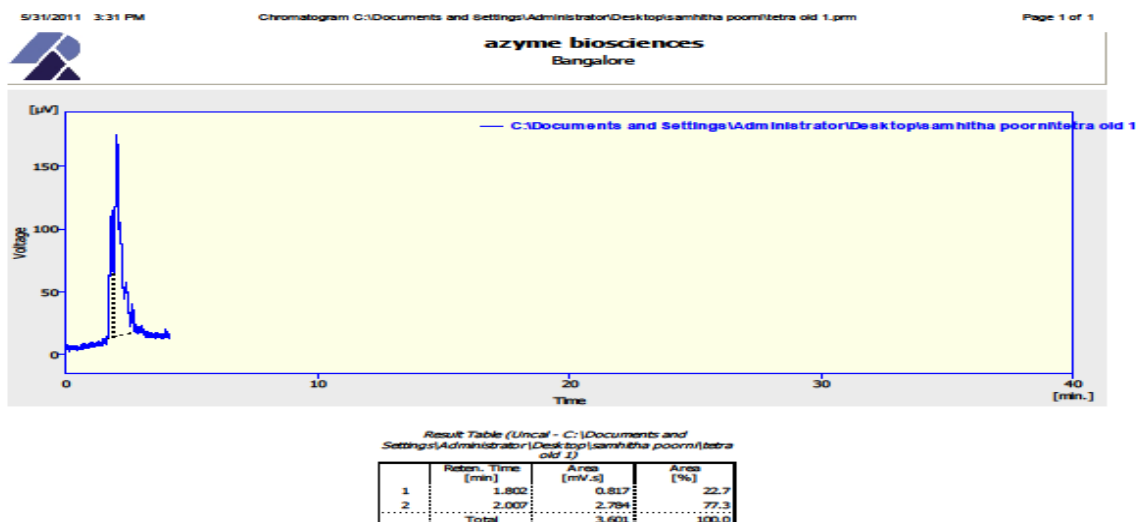 5/31/2011 3:31 PM Chromatogram C:\Documents and Settings\Administrator\Desktop\samhitha poorni\tetra old 1.prm Page 1 of 1
azyme biosciences
Bangalore
[µV]
C:\Documents and Settings\Administrator\Desktop\samhitha poorni\tetra old 1
150
100
50
0
Voltage
0 10 20 30 40
Time [min.]
Result Table (Uncal - C:\Documents and
Settings\Administrator\Desktop\samhitha poorni\tetra
old 1)
Reten. Time [min] Area [mV.s] Area [%]
1 1.802 0.817 22.7
2 2.007 2.784 77.3
Total 3.601 100.0